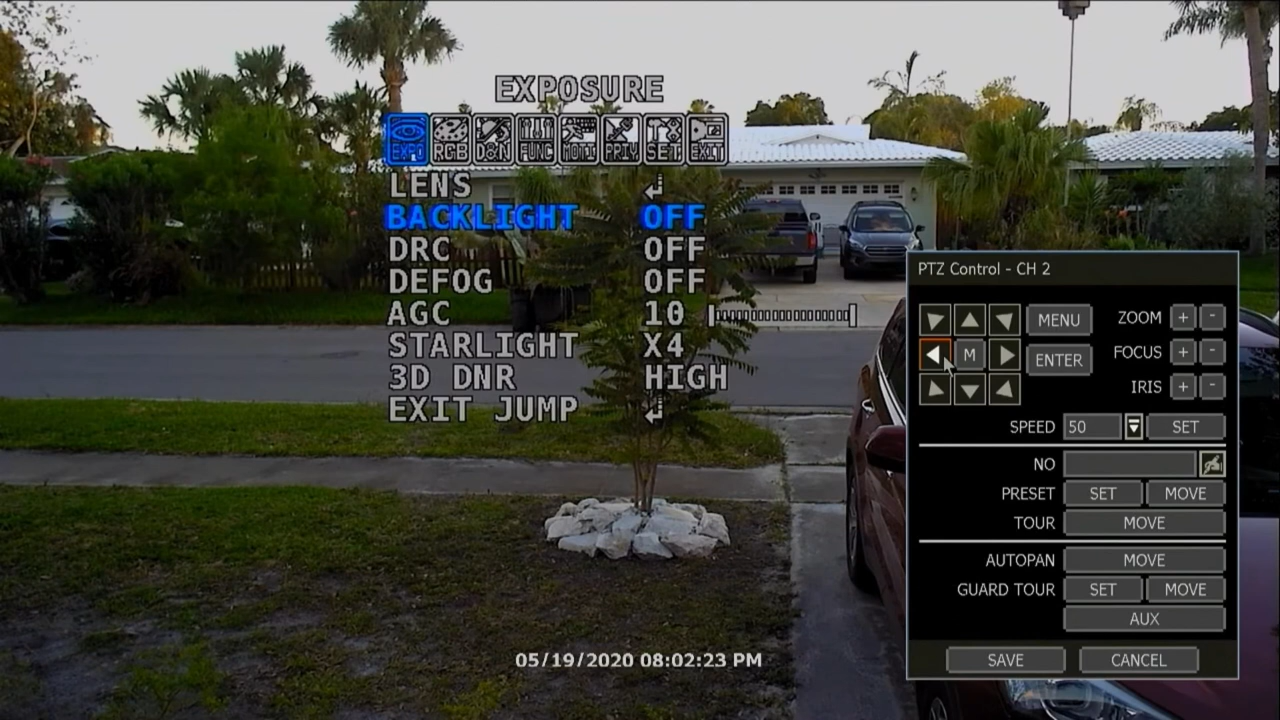 EXPOSURE
EXPO RGB D&N FUNC MOTI PRIV SET EXIT
LENS
BACKLIGHT OFF
DRC OFF
DEFOG OFF
AGC 10
STARLIGHT X4
3D DNR HIGH
EXIT JUMP
05/19/2020 08:02:23 PM
PTZ Control - CH 2
MENU ZOOM + -
M ENTER FOCUS + -
IRIS + -
SPEED 50 SET
NO
PRESET SET MOVE
TOUR MOVE
AUTOPAN MOVE
GUARD TOUR SET MOVE
AUX
SAVE CANCEL